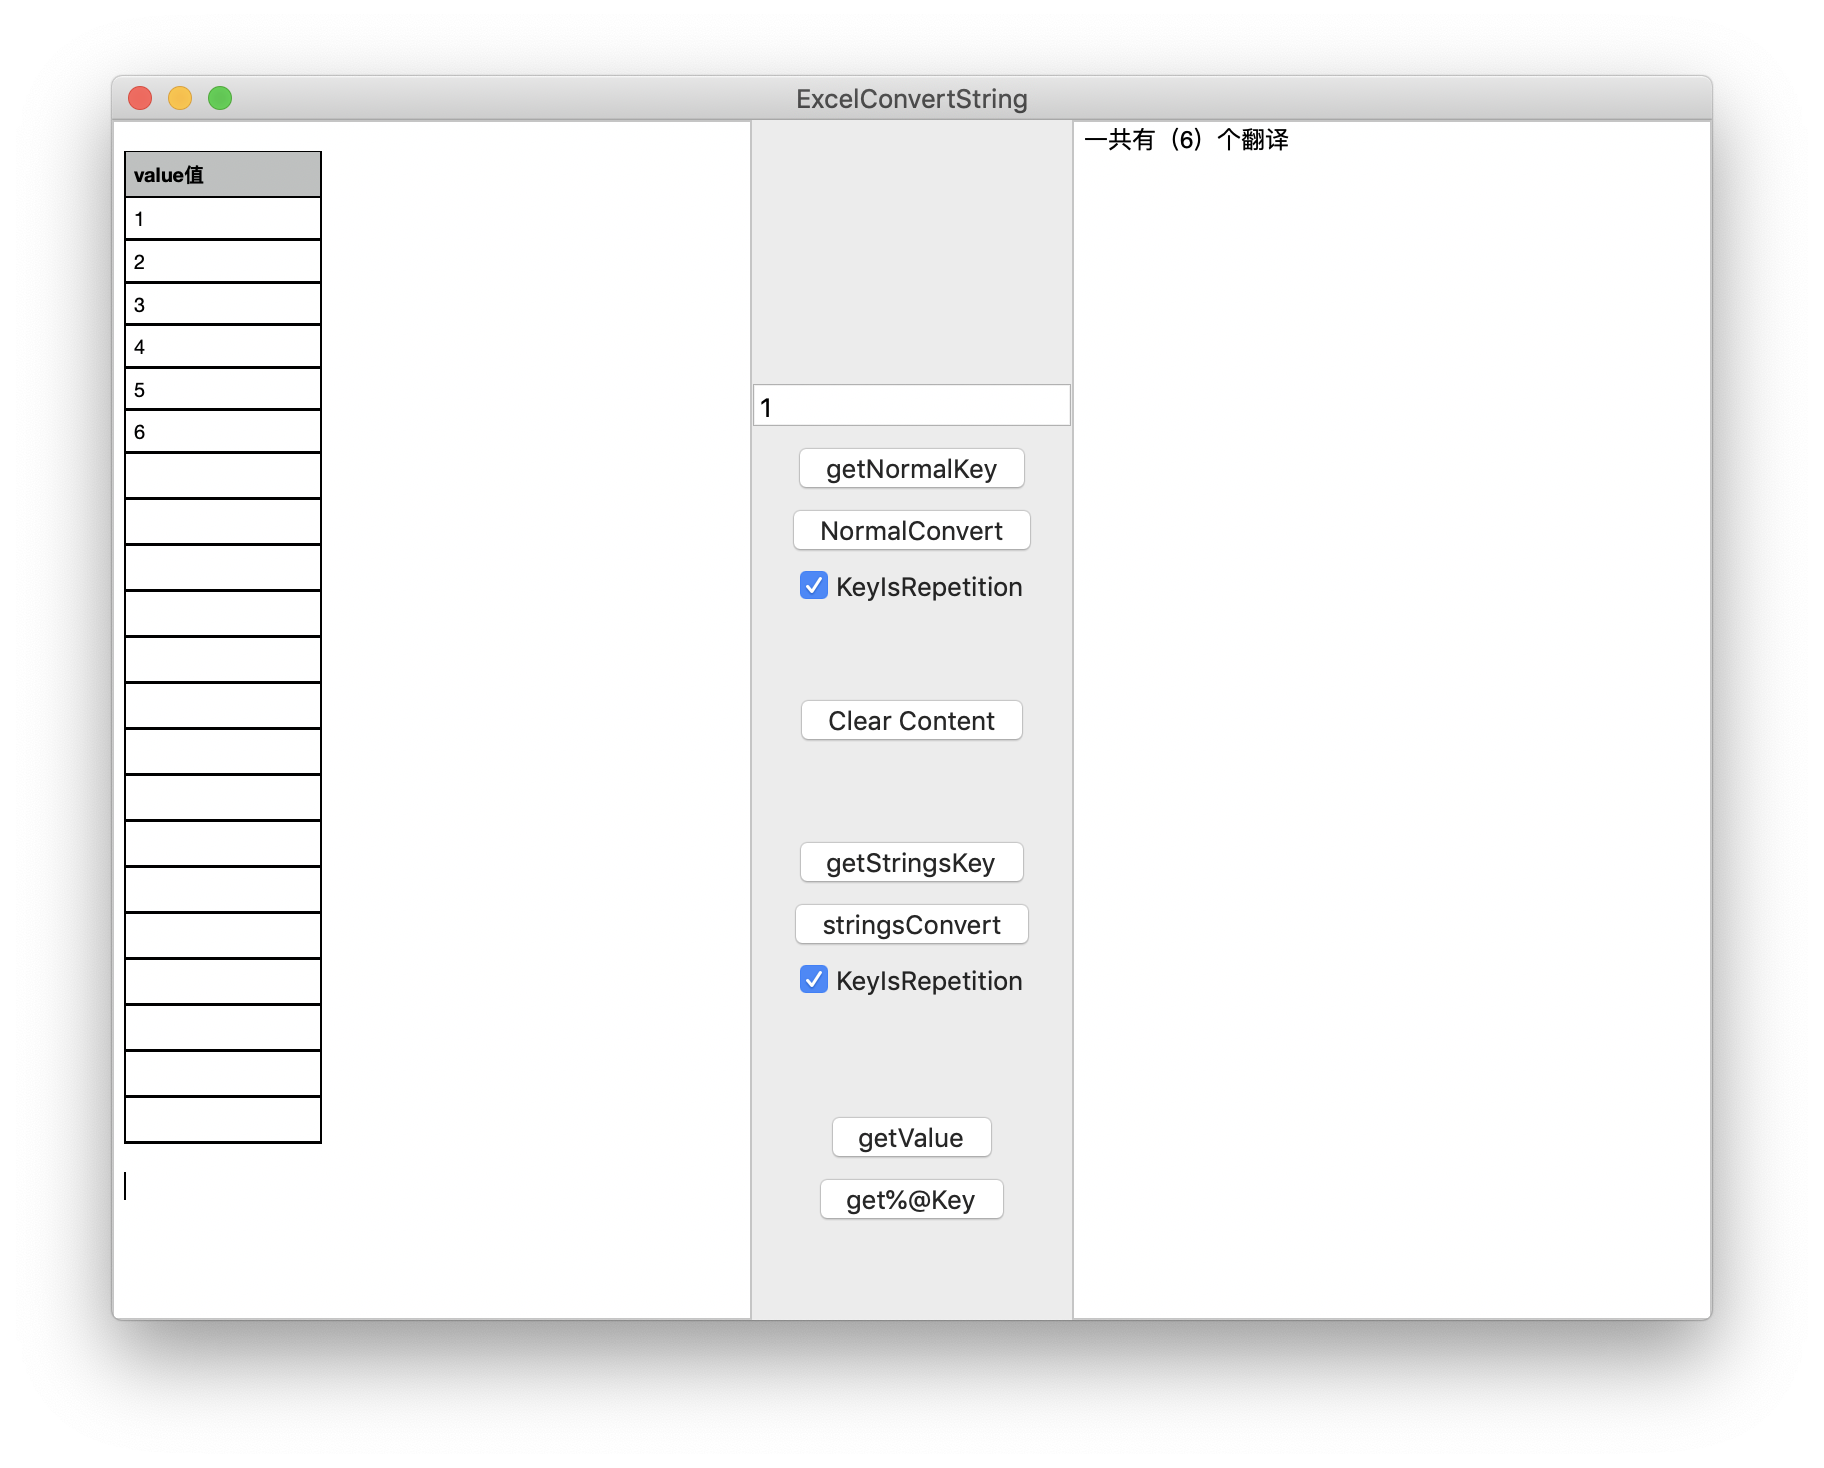 ExcelConvertString
value值
1
2
3
4
5
6
1
getNormalKey
NormalConvert
KeyIsRepetition
Clear Content
getStringsKey
stringsConvert
KeyIsRepetition
getValue
get%@Key
一共有（6）个翻译